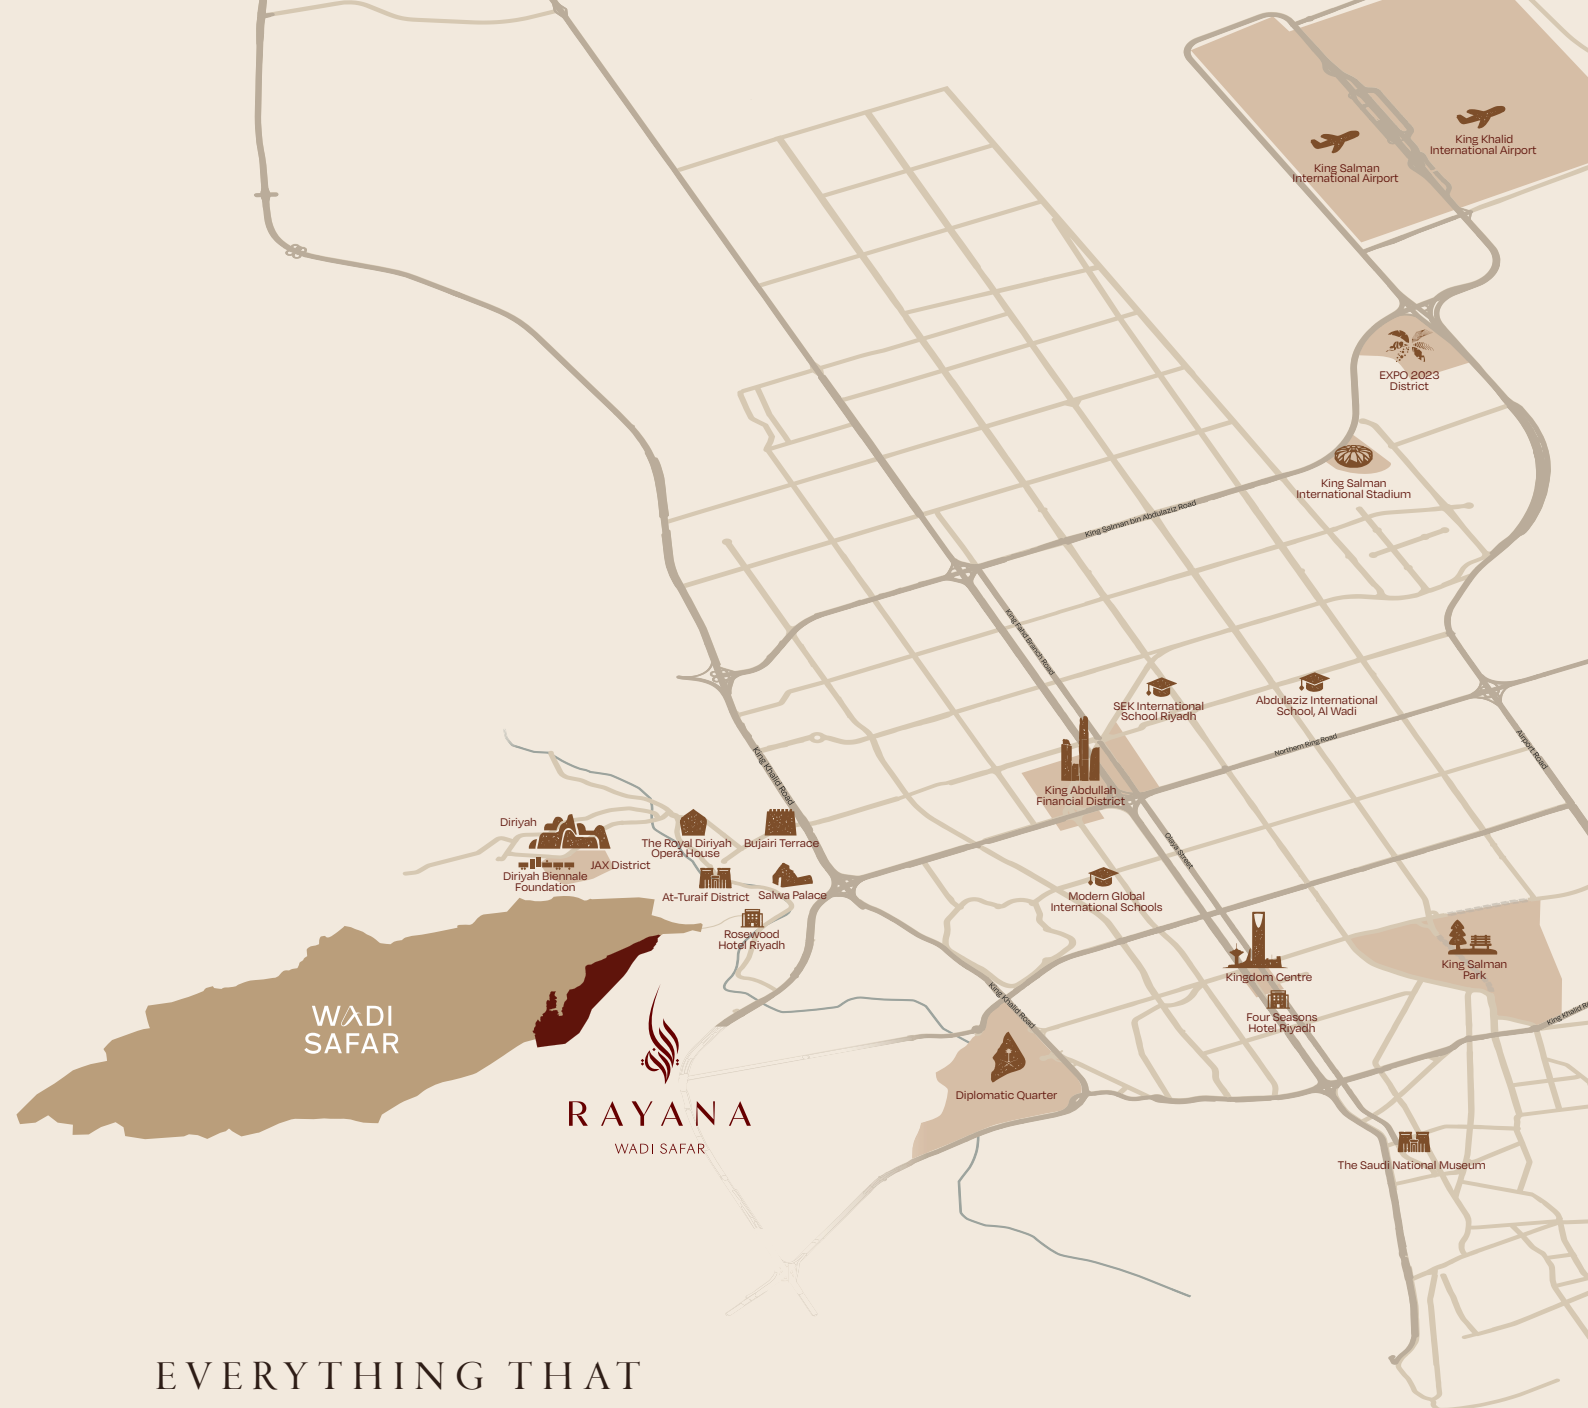 King Khalid
International Airport
King Salman
International Airport
EXPO 2023
District
King Salman
International Stadium
King Salman bin Abdulaziz Road
King Fahd Branch Road
SEK International
School Riyadh
Abdulaziz International
School, Al Wadi
Northern Ring Road
Airport Road
King Khalid Road
King Abdullah
Financial District
Diriyah
The Royal Diriyah
Opera House
Bujairi Terrace
Olaya Street
JAX District
Diriyah Biennale
Foundation
At-Turaif District
Salwa Palace
Modern Global
International Schools
Rosewood
Hotel Riyadh
King Salman
Park
Kingdom Centre
King Khalid Road
Four Seasons
Hotel Riyadh
King Khalid R
WADI
SAFAR
Diplomatic Quarter
RAYANA
WADI SAFAR
The Saudi National Museum
EVERYTHING THAT